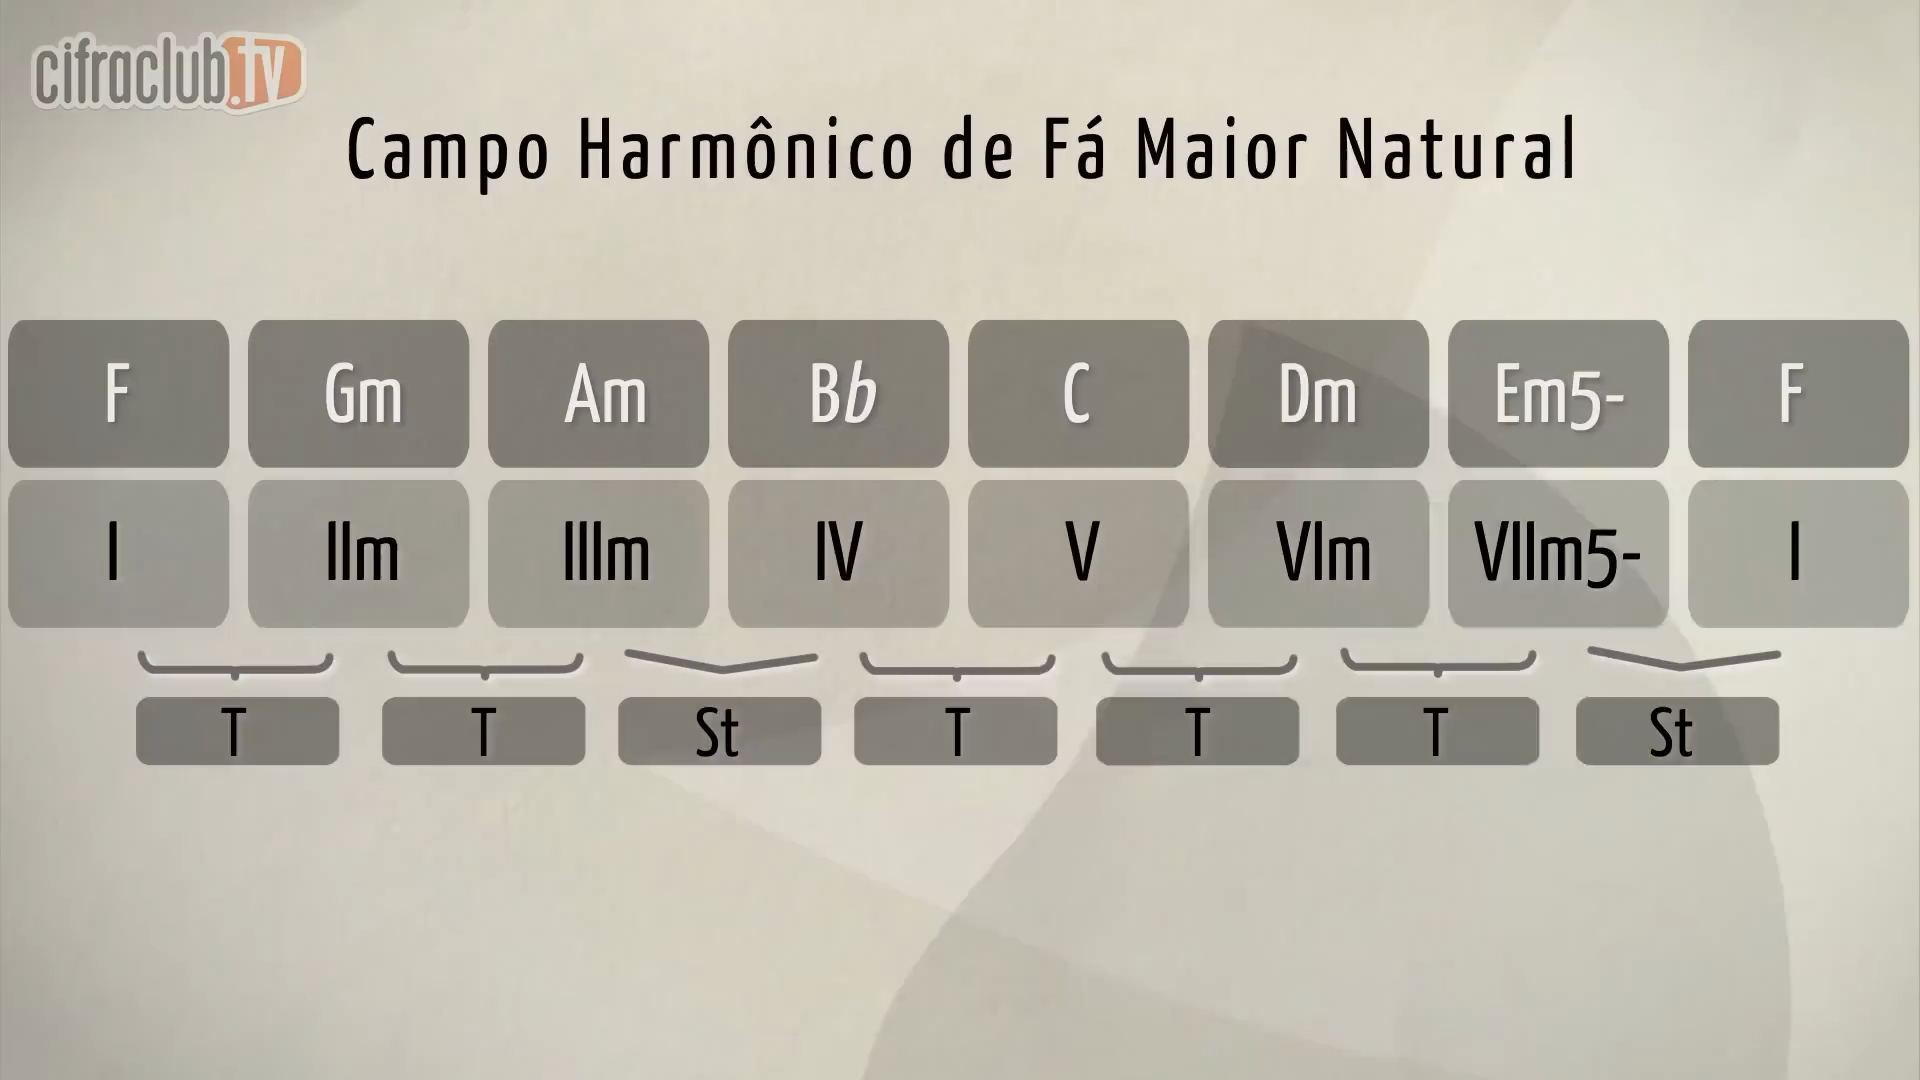 cifraclub.tv
Campo Harmônico de Fá Maior Natural
F Gm Am Bb C Dm Em5- F
I IIm IIIm IV V VIm VIIm5- I
T T St T T T St